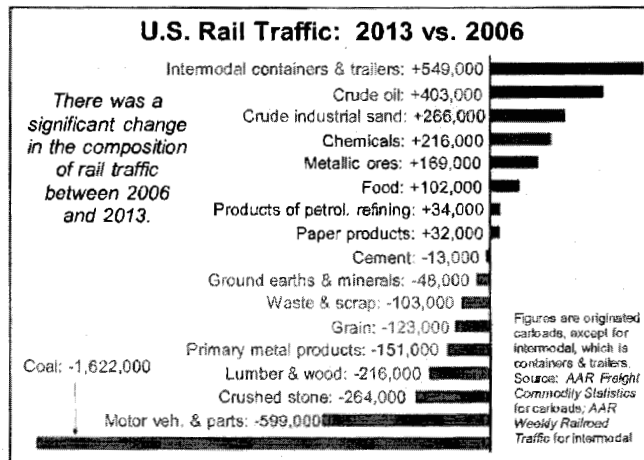 U.S. Rail Traffic: 2013 vs. 2006
There was a
significant change
in the composition
of rail traffic
between 2006
and 2013.
Intermodal containers & trailers: +549,000
Crude oil: +403,000
Crude industrial sand: +266,000
Chemicals: +216,000
Metallic ores: +169,000
Food: +102,000
Products of petrol. refining: +34,000
Paper products: +32,000
Cement: -13,000
Ground earths & minerals: -48,000
Waste & scrap: -103,000
Grain: -123,000
Primary metal products: -151,000
Lumber & wood: -216,000
Crushed stone: -264,000
Motor veh. & parts: -599,000
Coal: -1,622,000
Figures are originated
carloads, except for
intermodal, which is
containers & trailers.
Source: AAR Freight
Commodity Statistics
for carloads; AAR
Weekly Railroad
Traffic for intermodal